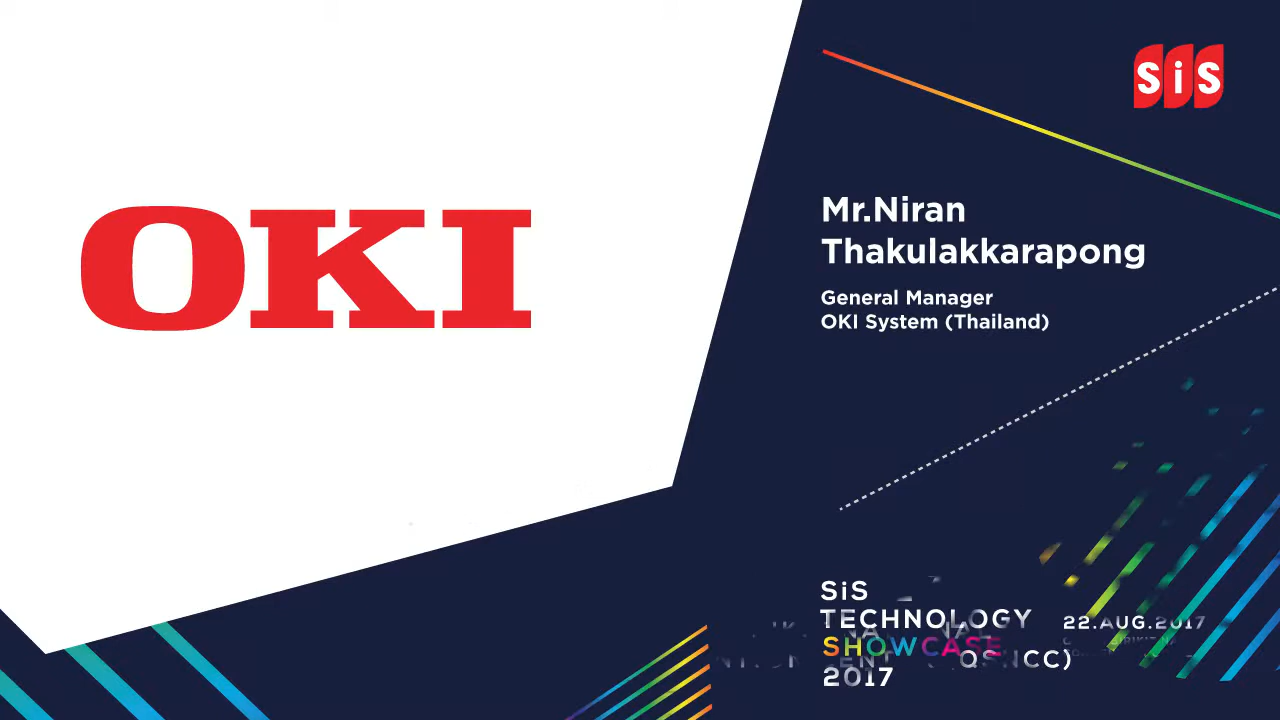 OKI
SiS
Mr.Niran
Thakulakkarapong
General Manager
OKI System (Thailand)
SiS
TECHNOLOGY
SHOWCASE
2017
22.AUG.2017